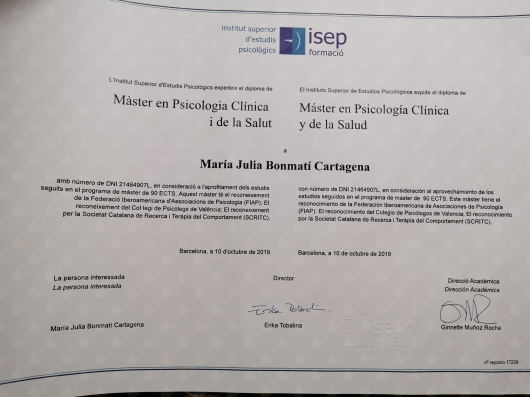 institut superior
d'estudis
psicològics
isep
formació
L'Institut Superior d'Estudis Psicològics expedeix el diploma de
Màster en Psicologia Clínica
i de la Salut
El Instituto Superior de Estudios Psicológicos expide el diploma de
Máster en Psicología Clínica
y de la Salud
a
María Julia Bonmatí Cartagena
amb número de DNI 21464907L, en consideració a l'aprofitament dels estudis
seguits en el programa de màster de 90 ECTS. Aquest màster té el reconeixement
de la Federació Iberoamericana d'Associacions de Psicologia (FIAP); El
reconeixement del Col·legi de Psicòlegs de València; El reconeixement
per la Societat Catalana de Recerca i Teràpia del Comportament (SCRITC).
con número de DNI 21464907L, en consideración al aprovechamiento de los
estudios seguidos en el programa de máster de 90 ECTS. Este máster tiene el
reconocimiento de la Federación Iberoamericana de Asociaciones de Psicología
(FIAP); El reconocimiento del Colegio de Psicologos de Valencia; El reconocimiento
por la Societat Catalana de Recerca i Teràpia del Comportament (SCRITC).
Barcelona, a 10 d'octubre de 2019
Barcelona, a 10 de octubre de 2019
La persona interessada
La persona interesada
Director
Direcció Acadèmica
Dirección Académica
Erika Tobalina
María Julia Bonmatí Cartagena
Erika Tobalina
Ginnette Muñoz Rocha
isep
nº registro 17239